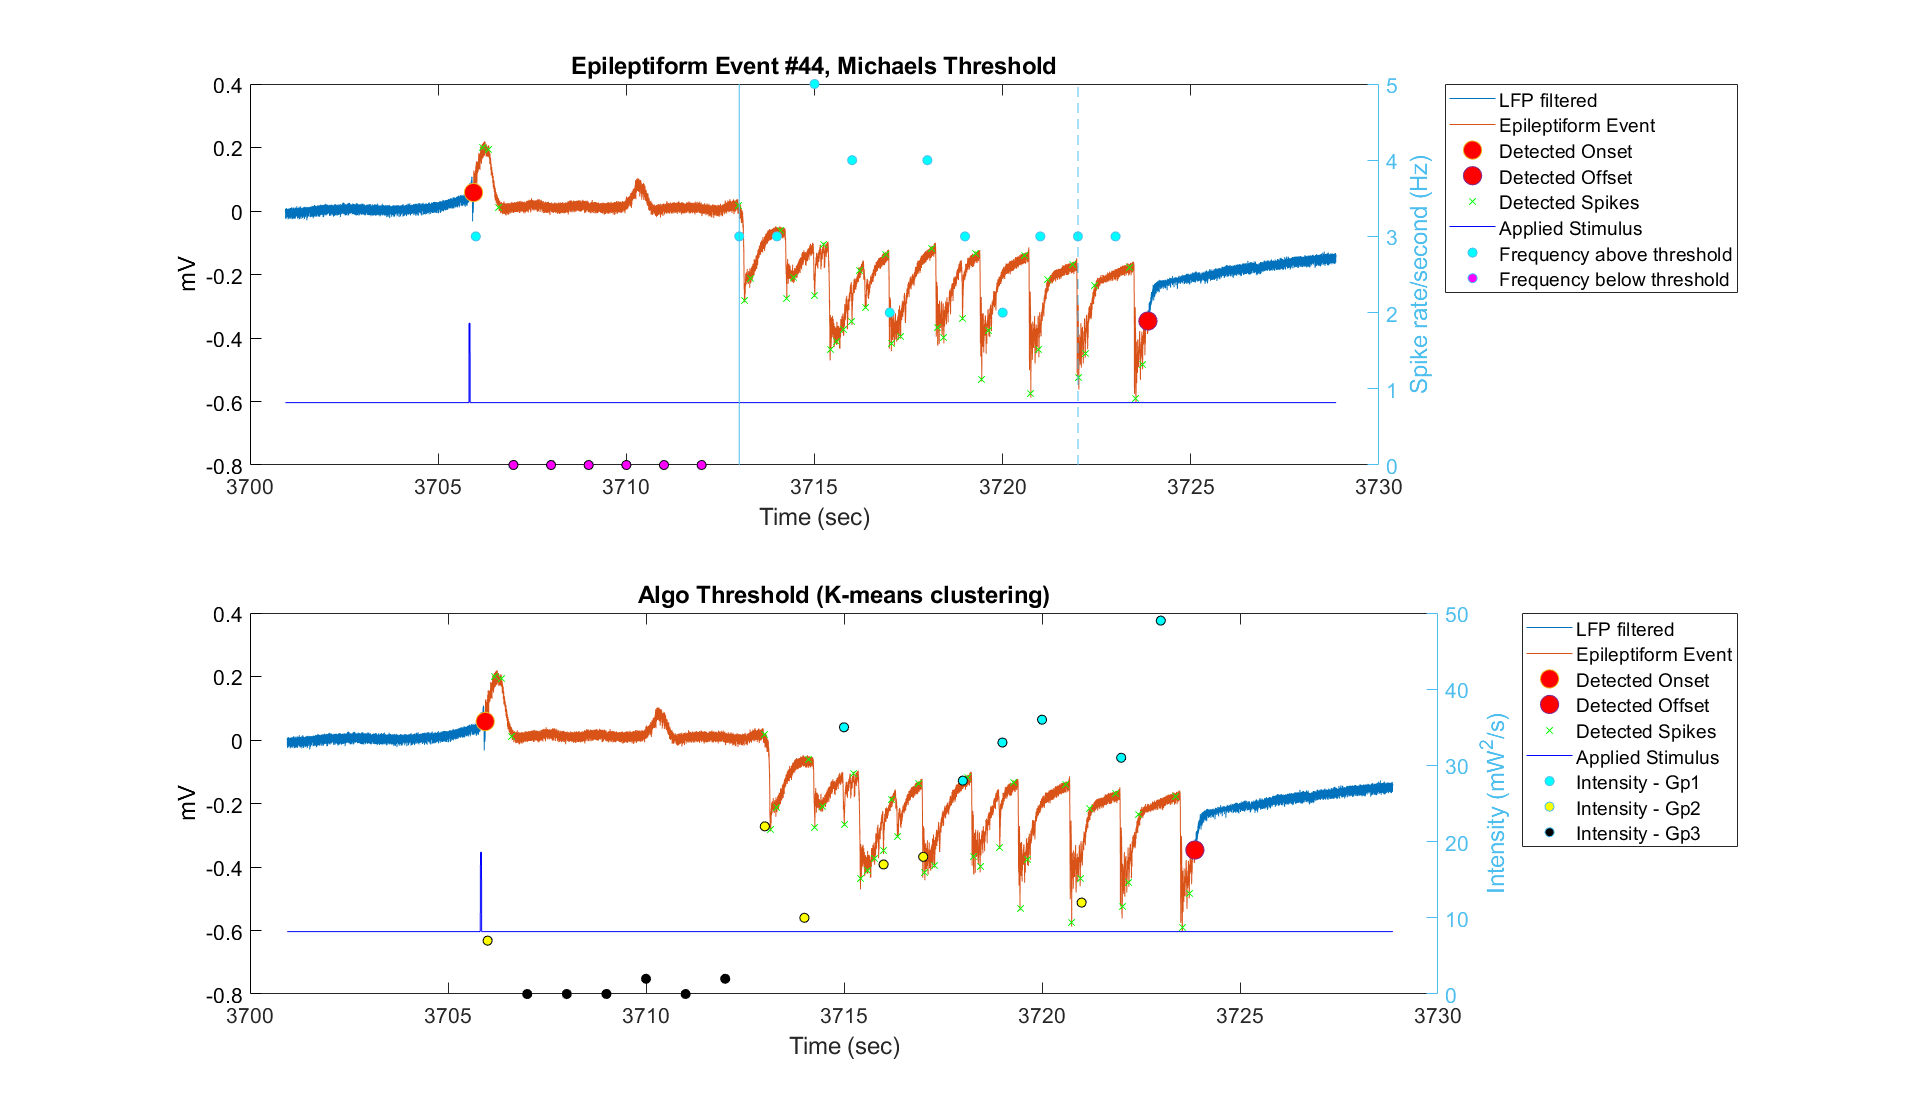 Epileptiform Event #44, Michaels Threshold
0.4
0.2
0
-0.2
-0.4
-0.6
-0.8
mV
3700
3705
3710
3715
3720
3725
3730
Time (sec)
5
4
3
2
1
0
Spike rate/second (Hz)
LFP filtered
Epileptiform Event
Detected Onset
Detected Offset
Detected Spikes
Applied Stimulus
Frequency above threshold
Frequency below threshold
Algo Threshold (K-means clustering)
0.4
0.2
0
-0.2
-0.4
-0.6
-0.8
mV
3700
3705
3710
3715
3720
3725
3730
Time (sec)
50
40
30
20
10
0
Intensity (mW²/s)
LFP filtered
Epileptiform Event
Detected Onset
Detected Offset
Detected Spikes
Applied Stimulus
Intensity - Gp1
Intensity - Gp2
Intensity - Gp3